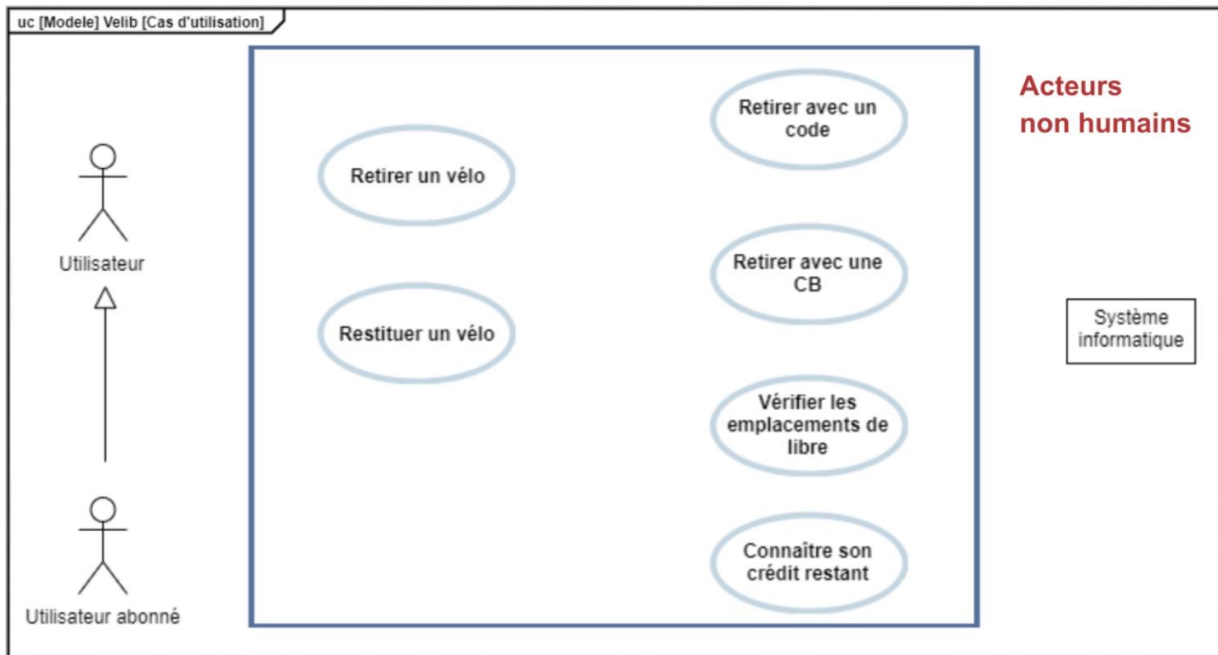 uc [Modele] Velib [Cas d'utilisation]
Acteurs
non humains
Retirer avec un
code
Retirer un vélo
Utilisateur
Retirer avec une
CB
Restituer un vélo
Système
informatique
Vérifier les
emplacements de
libre
Connaître son
crédit restant
Utilisateur abonné